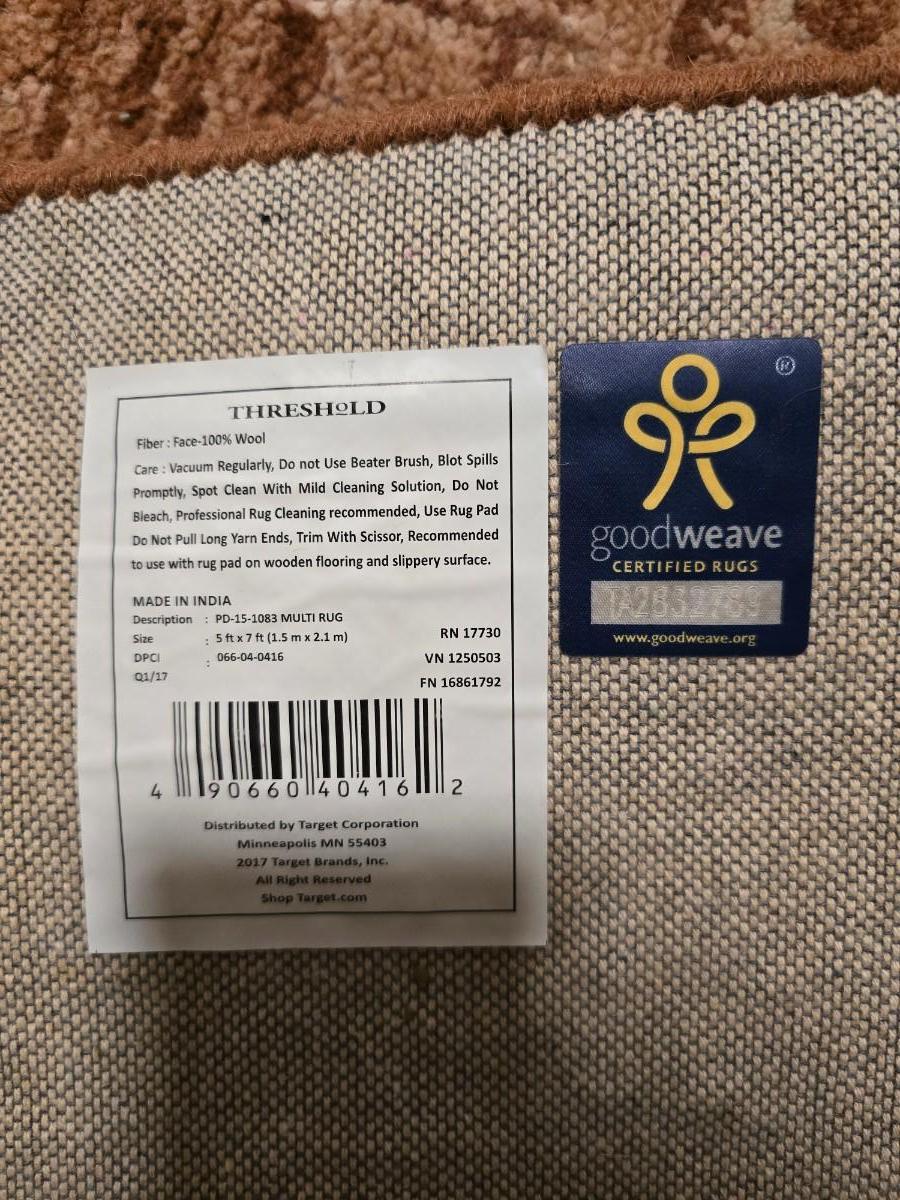 THRESHOLD
Fiber : Face-100% Wool
Care : Vacuum Regularly, Do not Use Beater Brush, Blot Spills
Promptly, Spot Clean With Mild Cleaning Solution, Do Not
Bleach, Professional Rug Cleaning recommended, Use Rug Pad
Do Not Pull Long Yarn Ends, Trim With Scissor, Recommended
to use with rug pad on wooden flooring and slippery surface.
MADE IN INDIA
Description : PD-15-1083 MULTI RUG
Size : 5 ft x 7 ft (1.5 m x 2.1 m)
DPCI : 066-04-0416
Q1/17
RN 17730
VN 1250503
FN 16861792
4 90660 40416 2
Distributed by Target Corporation
Minneapolis MN 55403
2017 Target Brands, Inc.
All Right Reserved
Shop Target.com
®
goodweave
CERTIFIED RUGS
www.goodweave.org